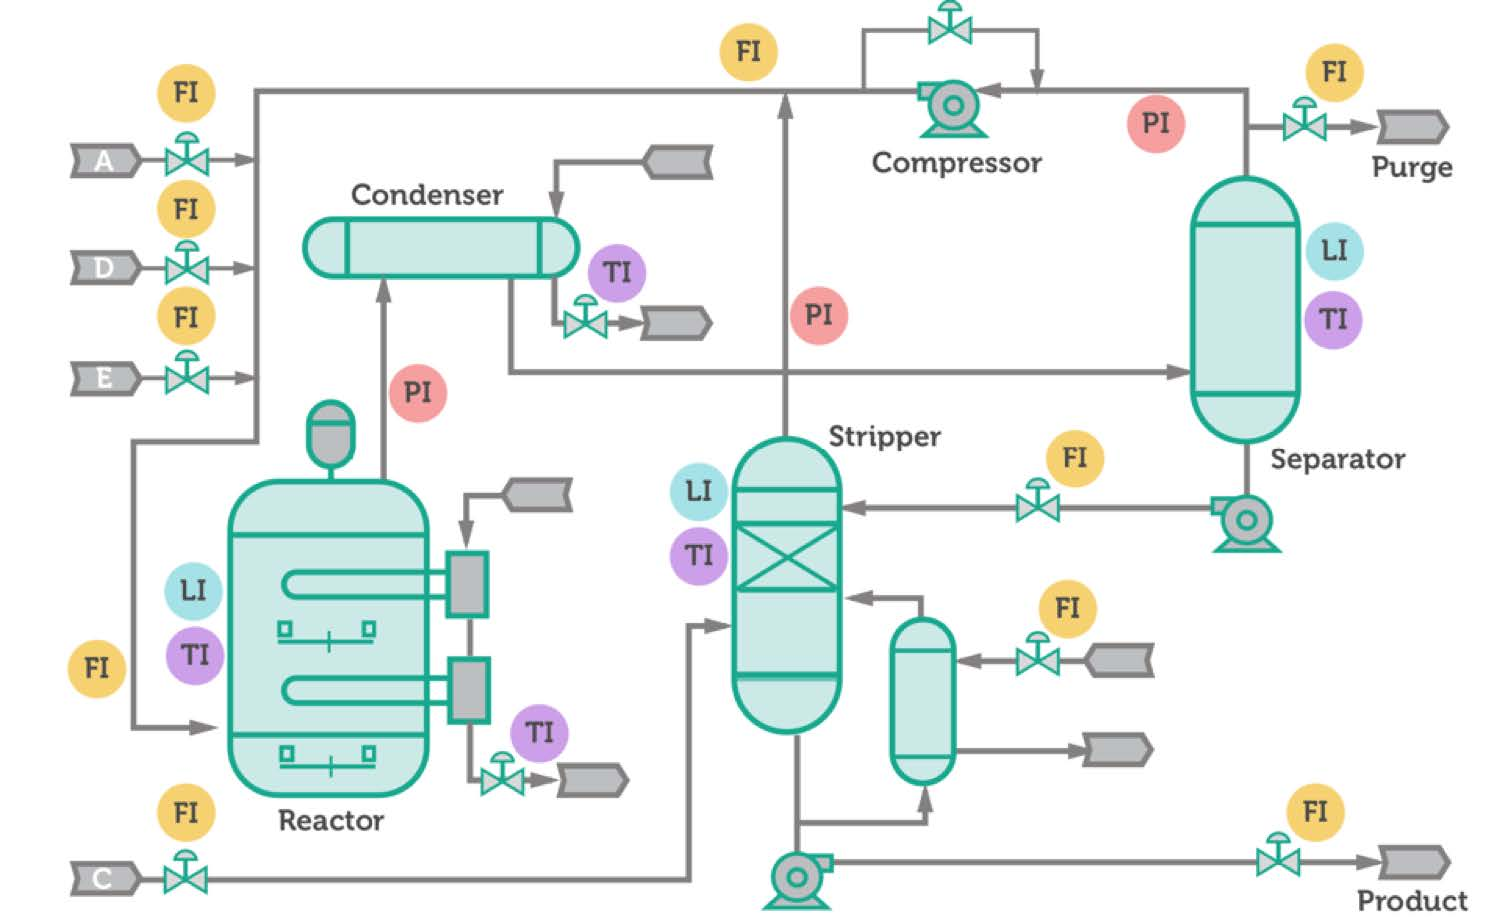 FI
FI
FI
A
PI
Compressor
Purge
Condenser
FI
D
TI
LI
TI
FI
E
PI
PI
Stripper
FI
Separator
LI
TI
LI
TI
FI
FI
TI
Reactor
FI
C
FI
Product